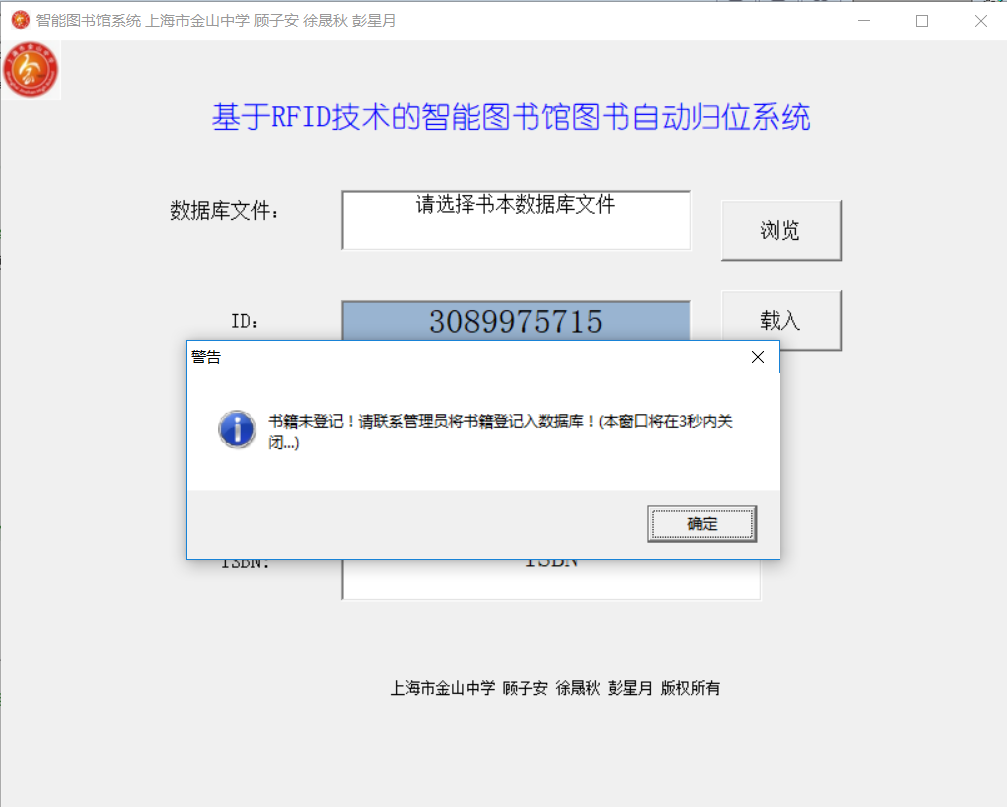 智能图书馆系统 上海市金山中学 顾子安 徐晟秋 彭星月
基于RFID技术的智能图书馆图书自动归位系统
数据库文件：
请选择书本数据库文件
浏览
ID：
3089975715
载入
警告
书籍未登记！请联系管理员将书籍登记入数据库！(本窗口将在3秒内关
闭...)
确定
ISBN：
ISBN
上海市金山中学 顾子安 徐晟秋 彭星月 版权所有